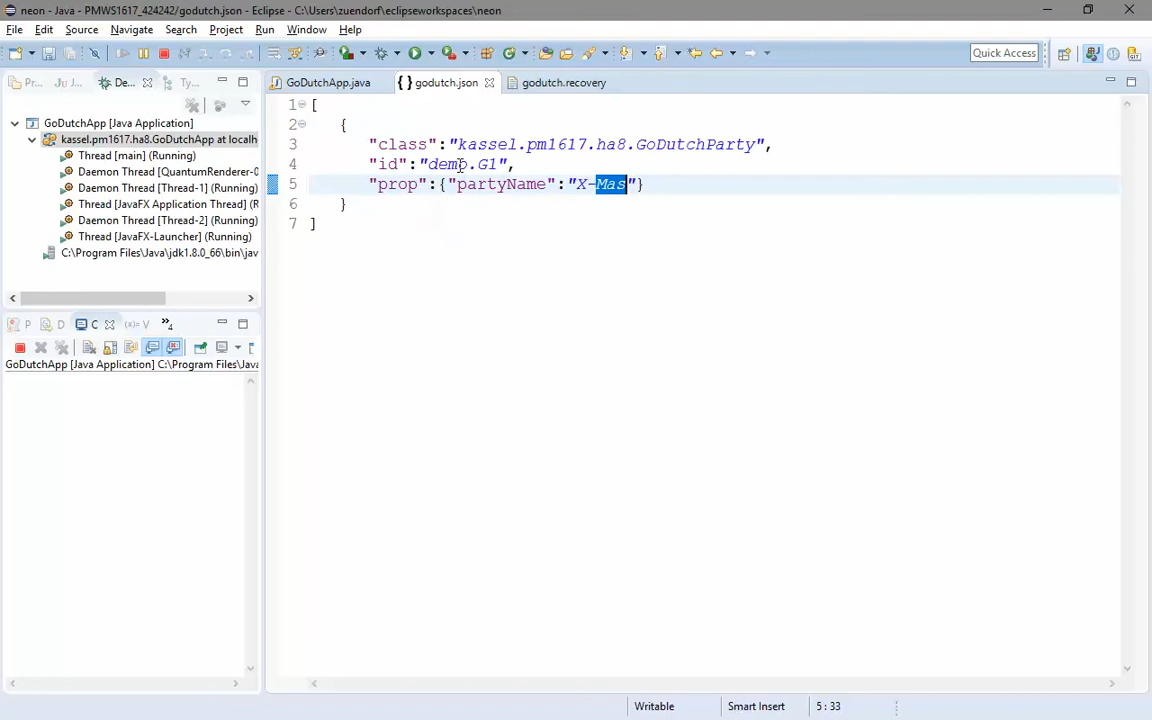 neon - Java - PMWS1617_424242/godutch.json - Eclipse - C:\Users\zuendorf\eclipseworkspaces\neon
File Edit Source Refactor Navigate Search Project Run Window Help
Quick Access
Pr... Ju J... De... Ty...
GoDutchApp.java godutch.json godutch.recovery
GoDutchApp [Java Application]
kassel.pm1617.ha8.GoDutchApp at localh
Thread [main] (Running)
Daemon Thread [QuantumRenderer-0
Daemon Thread [Thread-1] (Running)
Thread [JavaFX Application Thread] (
Daemon Thread [Thread-2] (Running)
Thread [JavaFX-Launcher] (Running)
C:\Program Files\Java\jdk1.8.0_66\bin\jav
1 [
2 {
3 "class":"kassel.pm1617.ha8.GoDutchParty",
4 "id":"demo.G1",
5 "prop":{"partyName":"X-Mas"}
6 }
7 ]
P D C (x)= V »4
GoDutchApp [Java Application] C:\Program Files\Java
Writable Smart Insert 5 : 33